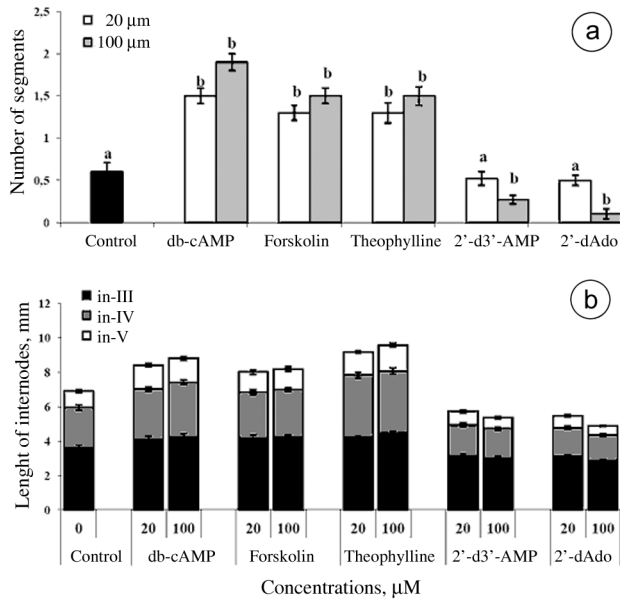 a
20 µm
100 µm
Number of segments
2.5
2
1,5
1
0,5
0
a
b
b
b
b
b
b
a
b
a
b
Control
db-cAMP
Forskolin
Theophylline
2'-d3'-AMP
2'-dAdo
b
in-III
in-IV
in-V
Lenght of internodes, mm
12
10
8
6
4
2
0
0
20
100
20
100
20
100
20
100
20
100
Control
db-cAMP
Forskolin
Theophylline
2'-d3'-AMP
2'-dAdo
Concentrations, µM